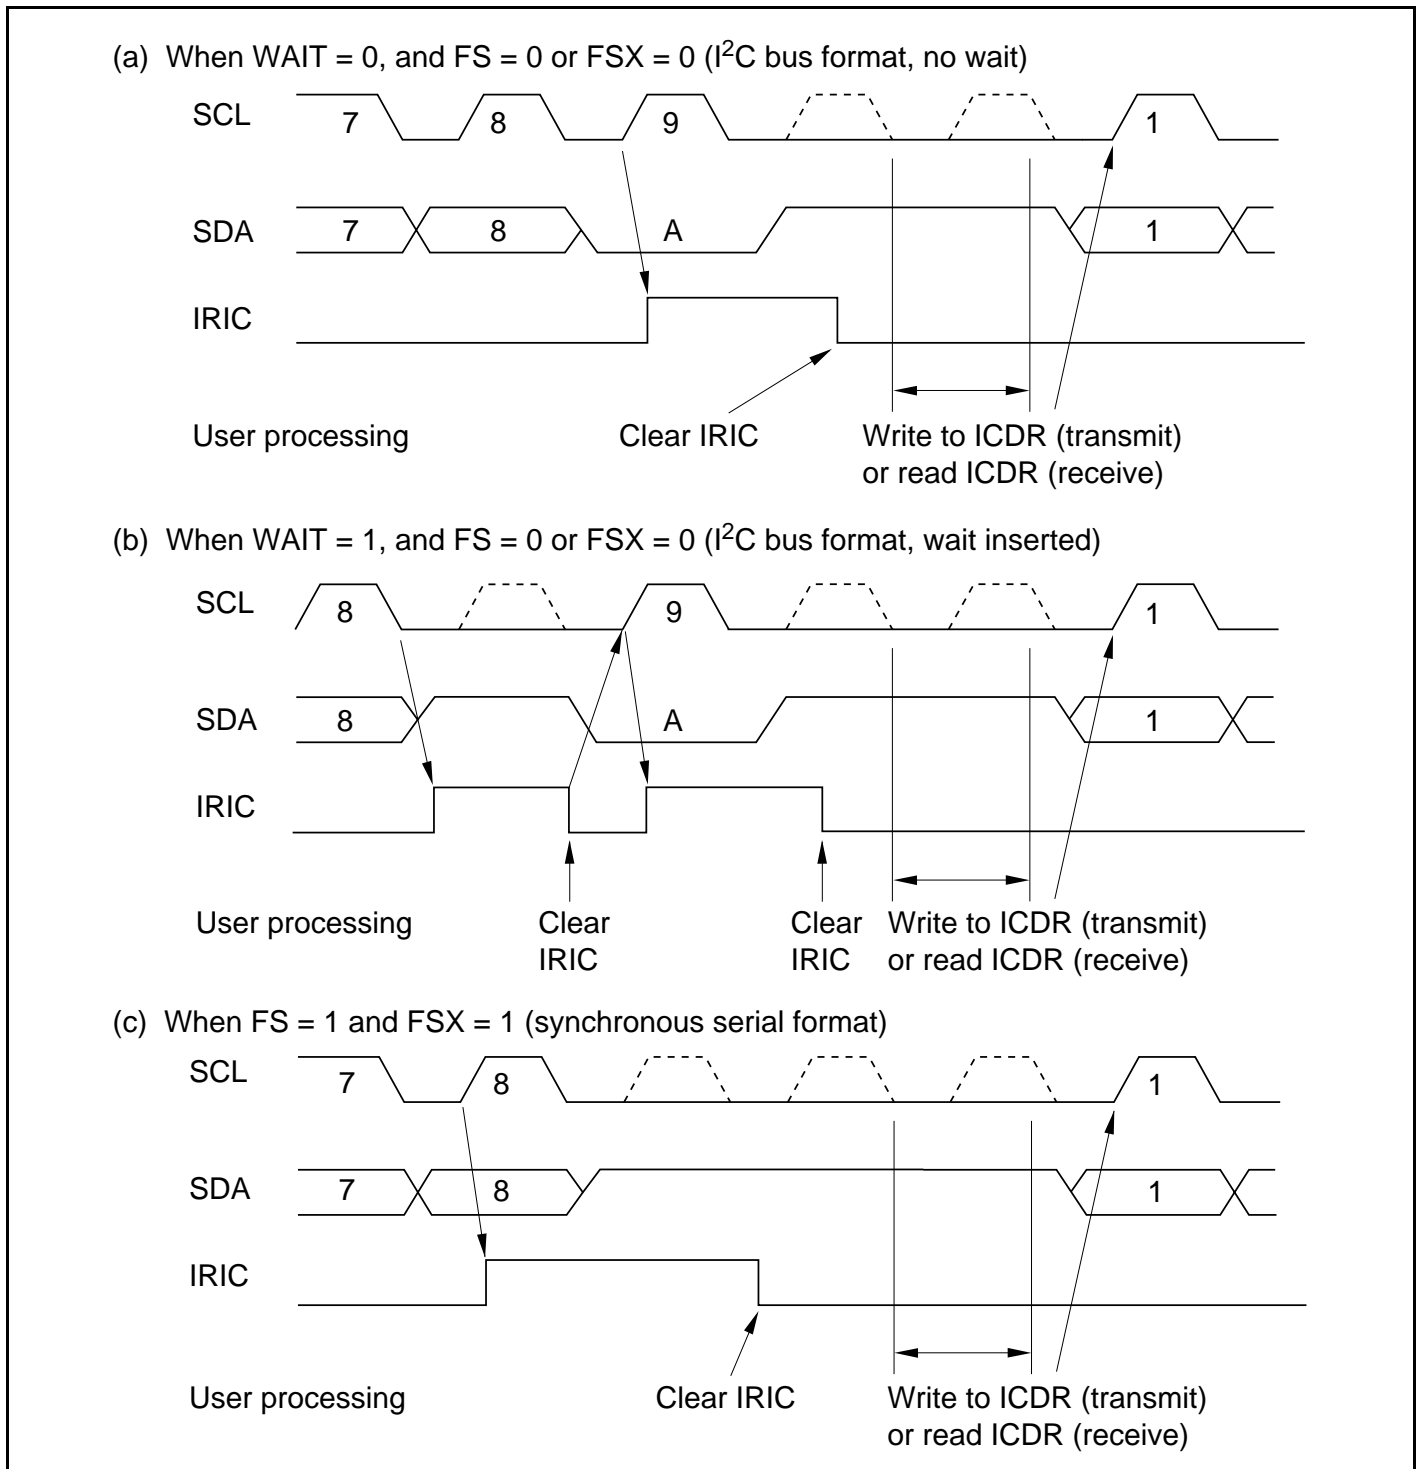 (a) When WAIT = 0, and FS = 0 or FSX = 0 (I²C bus format, no wait)
SCL 7 8 9 1
SDA 7 8 A 1
IRIC
User processing Clear IRIC Write to ICDR (transmit)
or read ICDR (receive)
(b) When WAIT = 1, and FS = 0 or FSX = 0 (I²C bus format, wait inserted)
SCL 8 9 1
SDA 8 A 1
IRIC
User processing Clear Clear Write to ICDR (transmit)
IRIC IRIC or read ICDR (receive)
(c) When FS = 1 and FSX = 1 (synchronous serial format)
SCL 7 8 1
SDA 7 8 1
IRIC
User processing Clear IRIC Write to ICDR (transmit)
or read ICDR (receive)